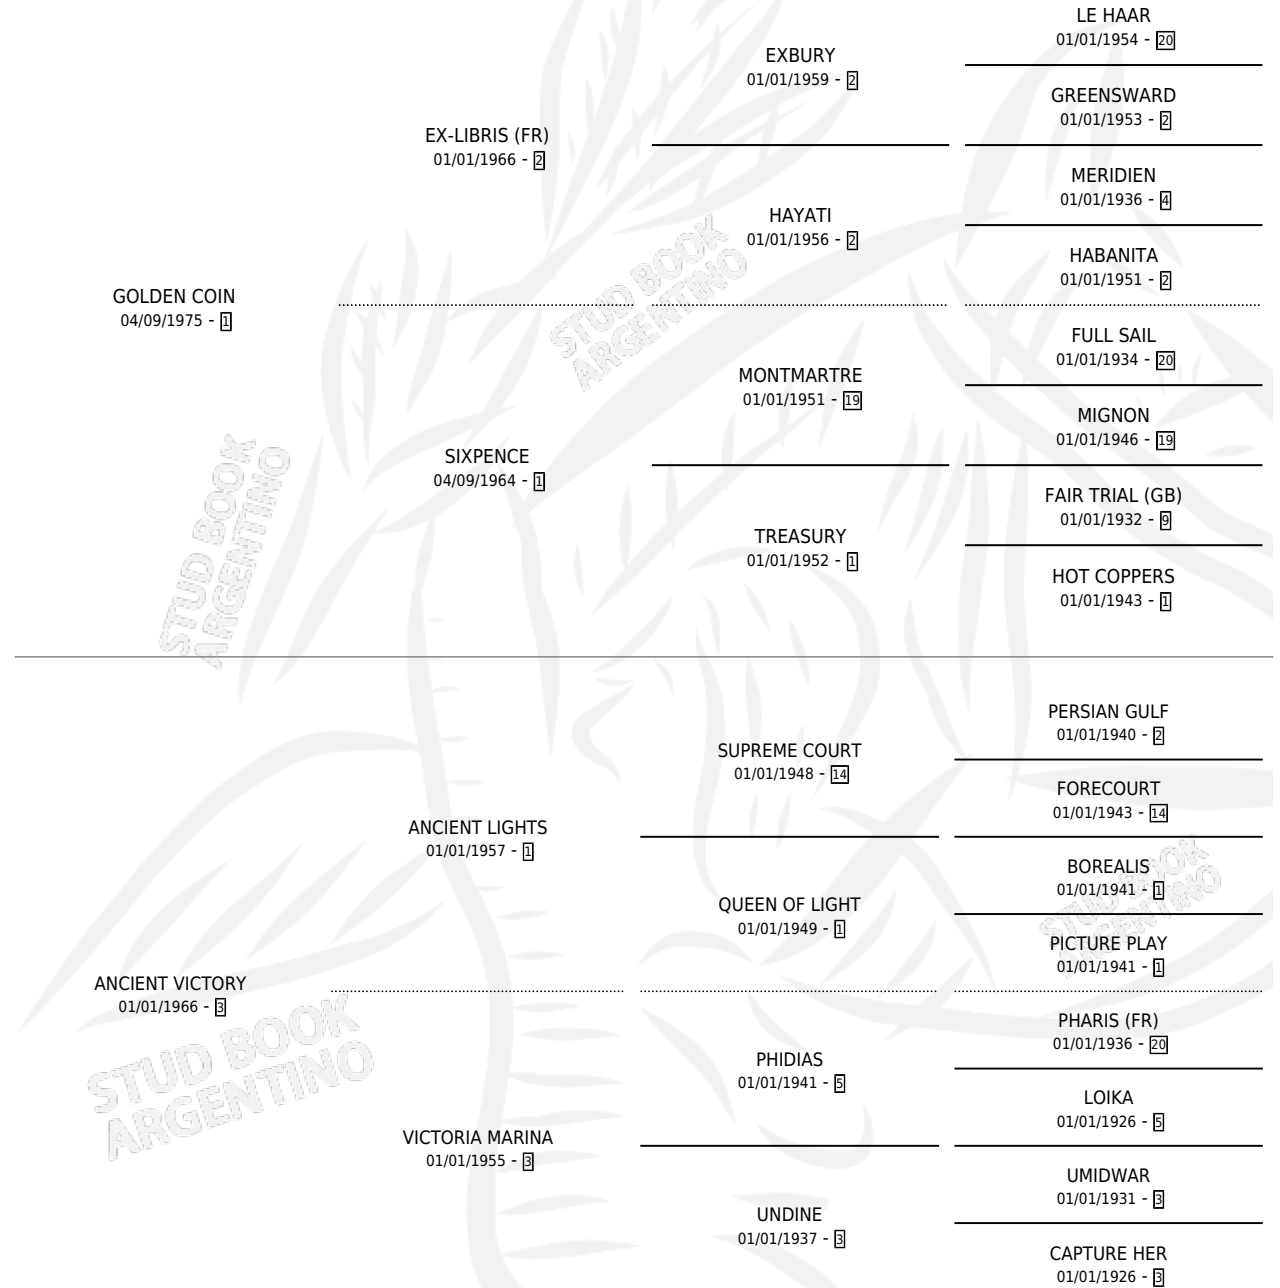 LE HAAR
01/01/1954 - 20
EXBURY
01/01/1959 - 2
GREENSWARD
01/01/1953 - 2
EX-LIBRIS (FR)
01/01/1966 - 2
MERIDIEN
01/01/1936 - 4
HAYATI
01/01/1956 - 2
HABANITA
01/01/1951 - 2
GOLDEN COIN
04/09/1975 - 1
STUD BOOK
ARGENTINO
FULL SAIL
01/01/1934 - 20
MONTMARTRE
01/01/1951 - 19
MIGNON
01/01/1946 - 19
SIXPENCE
04/09/1964 - 1
FAIR TRIAL (GB)
01/01/1932 - 9
TREASURY
01/01/1952 - 1
HOT COPPERS
01/01/1943 - 1
STUD BOOK
ARGENTINO
PERSIAN GULF
01/01/1940 - 2
SUPREME COURT
01/01/1948 - 14
FORECOURT
01/01/1943 - 14
ANCIENT LIGHTS
01/01/1957 - 1
BOREALIS
01/01/1941 - 1
QUEEN OF LIGHT
01/01/1949 - 1
STUD BOOK
ARGENTINO
PICTURE PLAY
01/01/1941 - 1
ANCIENT VICTORY
01/01/1966 - 3
PHARIS (FR)
01/01/1936 - 20
STUD BOOK
ARGENTINO
PHIDIAS
01/01/1941 - 5
LOIKA
01/01/1926 - 5
VICTORIA MARINA
01/01/1955 - 3
UMIDWAR
01/01/1931 - 3
UNDINE
01/01/1937 - 3
CAPTURE HER
01/01/1926 - 3